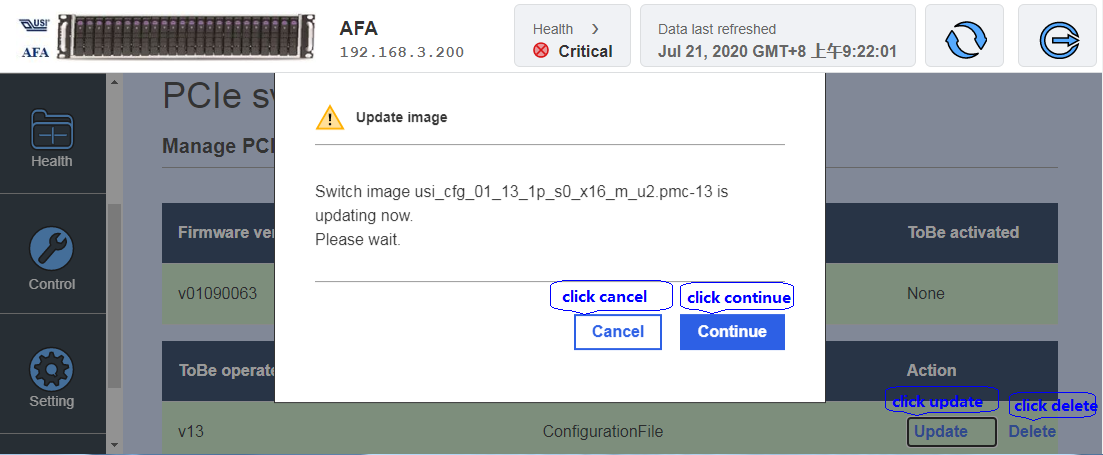 USI
AFA
AFA
192.168.3.200
Health
Critical
Data last refreshed
Jul 21, 2020 GMT+8 上午9:22:01
PCIe sv
Manage PCI
Health
Control
Setting
Update image
Switch image usi_cfg_01_13_1p_s0_x16_m_u2.pmc-13 is
updating now.
Please wait.
click cancel
click continue
Cancel
Continue
Firmware ver
ToBe activated
v01090063
None
ToBe operate
Action
click update
click delete
v13
ConfigurationFile
Update
Delete